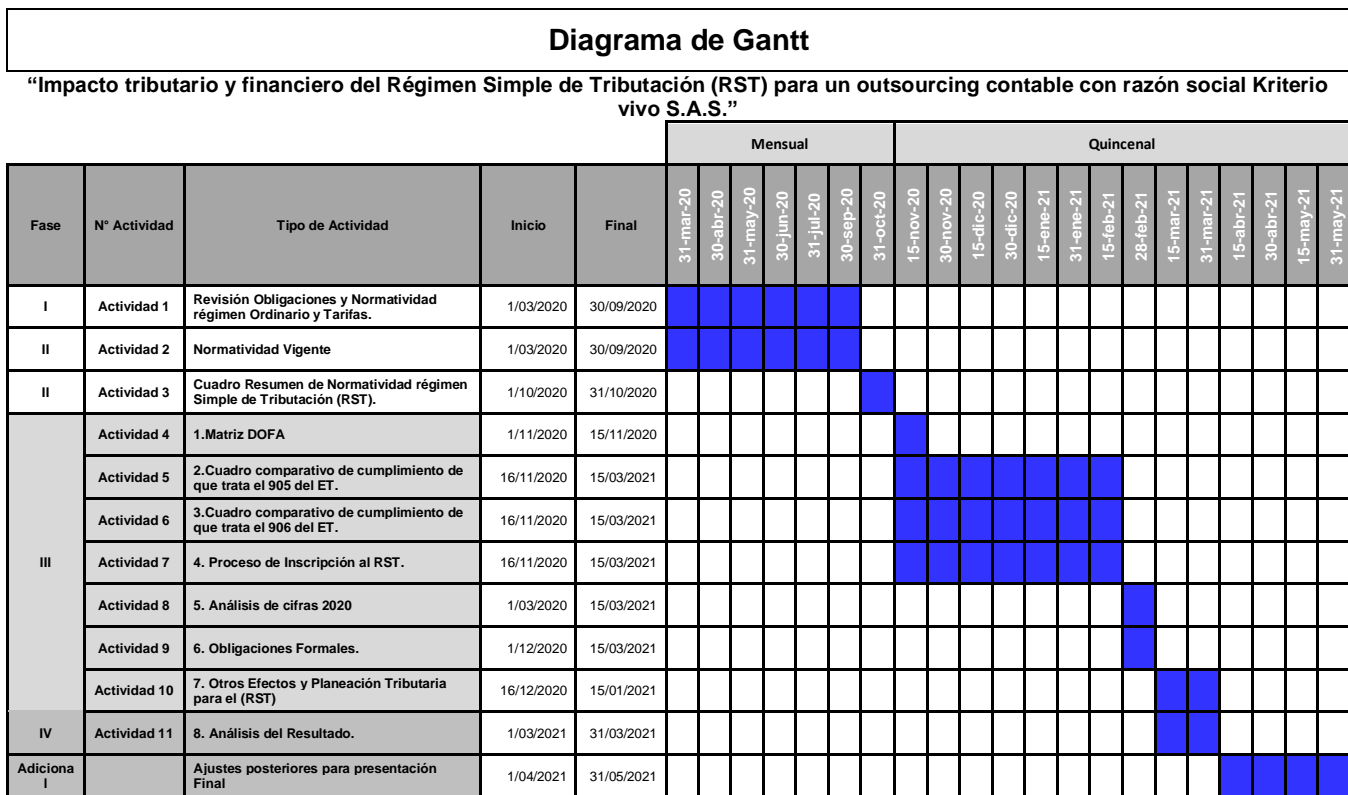 Diagrama de Gantt
“Impacto tributario y financiero del Régimen Simple de Tributación (RST) para un outsourcing contable con razón social Kriterio
vivo S.A.S.”
Mensual Quincenal
Fase N° Actividad Tipo de Actividad Inicio Final 31-mar-20 30-abr-20 31-may-20 30-jun-20 31-jul-20 30-sep-20 31-oct-20 15-nov-20 30-nov-20 15-dic-20 30-dic-20 15-ene-21 31-ene-21 15-feb-21 28-feb-21 15-mar-21 31-mar-21 15-abr-21 30-abr-21 15-may-21 31-may-21
I Actividad 1 Revisión Obligaciones y Normatividad
régimen Ordinario y Tarifas. 1/03/2020 30/09/2020
II Actividad 2 Normatividad Vigente 1/03/2020 30/09/2020
II Actividad 3 Cuadro Resumen de Normatividad régimen
Simple de Tributación (RST). 1/10/2020 31/10/2020
III
Actividad 4 1.Matriz DOFA 1/11/2020 15/11/2020
Actividad 5 2.Cuadro comparativo de cumplimiento de
que trata el 905 del ET. 16/11/2020 15/03/2021
Actividad 6 3.Cuadro comparativo de cumplimiento de
que trata el 906 del ET. 16/11/2020 15/03/2021
Actividad 7 4. Proceso de Inscripción al RST. 16/11/2020 15/03/2021
Actividad 8 5. Análisis de cifras 2020 1/03/2020 15/03/2021
Actividad 9 6. Obligaciones Formales. 1/12/2020 15/03/2021
Actividad 10 7. Otros Efectos y Planeación Tributaria
para el (RST) 16/12/2020 15/01/2021
IV Actividad 11 8. Análisis del Resultado. 1/03/2021 31/03/2021
Adiciona
l Ajustes posteriores para presentación
Final 1/04/2021 31/05/2021